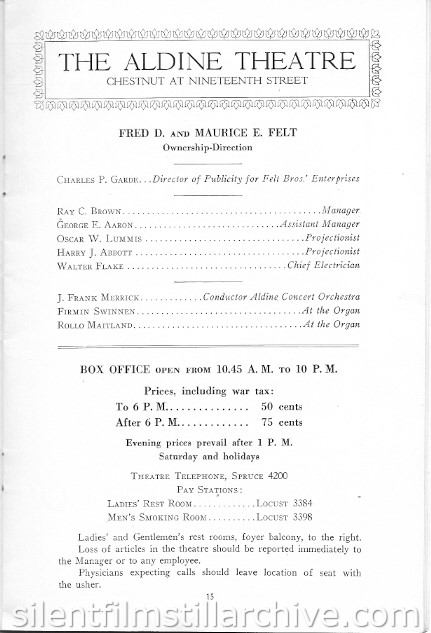 THE ALDINE THEATRE
CHESTNUT AT NINETEENTH STREET
FRED D. AND MAURICE E. FELT
Ownership-Direction
CHARLES P. GARDE...Director of Publicity for Felt Bros.' Enterprises
RAY C. BROWN...Manager
GEORGE E. AARON...Assistant Manager
OSCAR W. LUMMIS...Projectionist
HARRY J. ABBOTT...Projectionist
WALTER FLAKE...Chief Electrician
J. FRANK MERRICK...Conductor Aldine Concert Orchestra
FIRMIN SWINNEN...At the Organ
ROLLO MAITLAND...At the Organ
BOX OFFICE OPEN FROM 10.45 A. M. TO 10 P. M.
Prices, including war tax:
To 6 P. M............... 50 cents
After 6 P. M............. 75 cents
Evening prices prevail after 1 P. M.
Saturday and holidays
THEATRE TELEPHONE, SPRUCE 4200
PAY STATIONS:
LADIES' REST ROOM............LOCUST 3384
MEN'S SMOKING ROOM..........LOCUST 3398
Ladies' and Gentlemen's rest rooms, foyer balcony, to the right.
Loss of articles in the theatre should be reported immediately to
the Manager or to any employee.
Physicians expecting calls should leave location of seat with
the usher.
15
silentfilmstillarchive.com